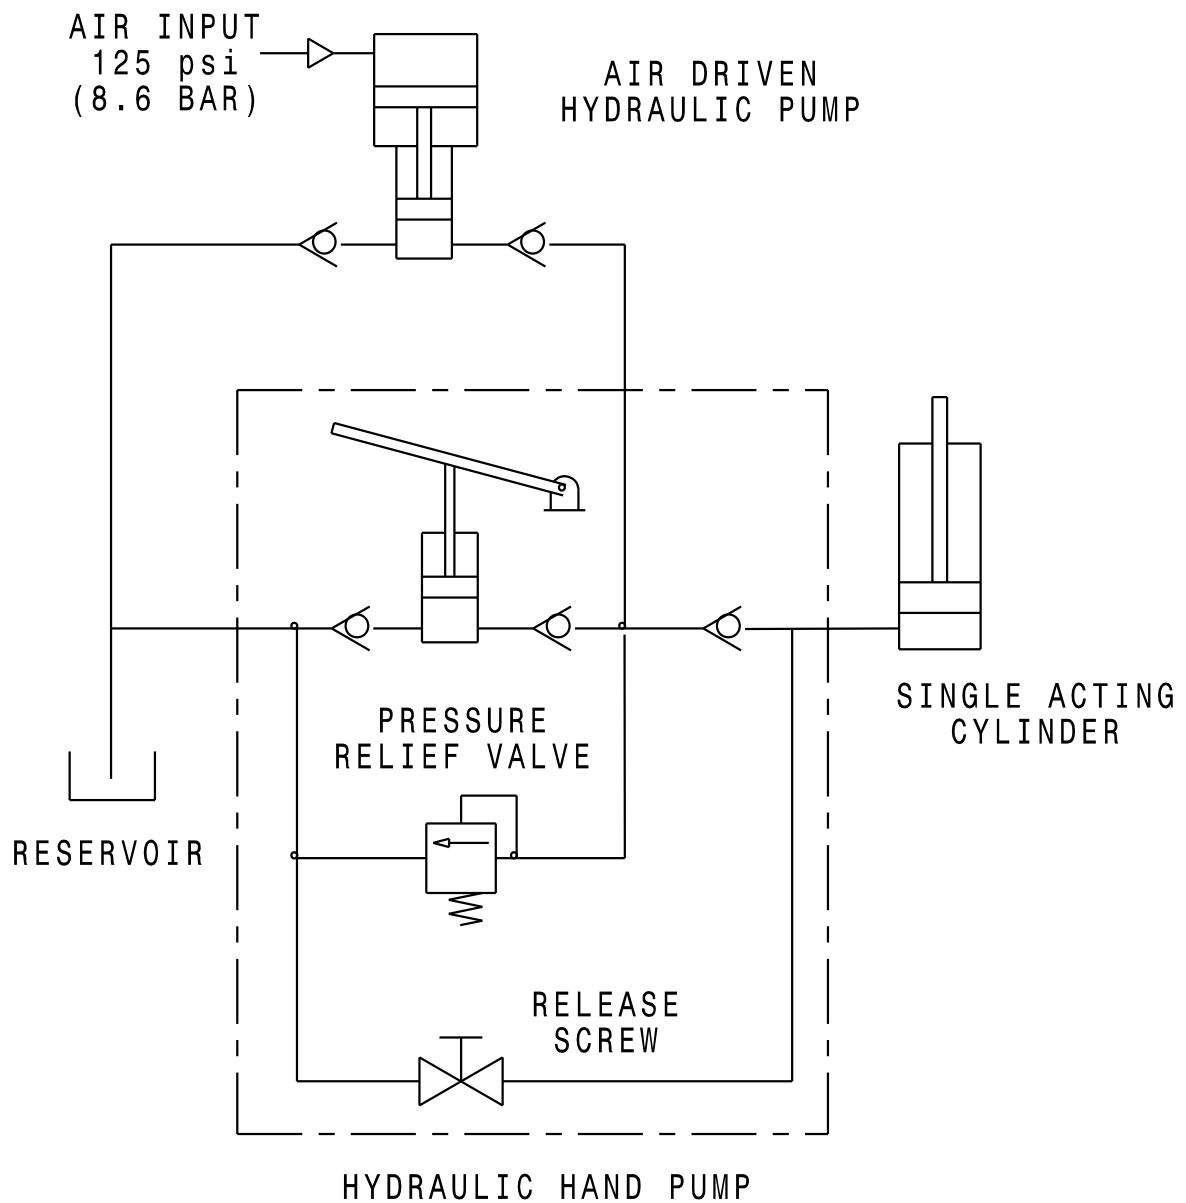 AIR INPUT
125 psi
(8.6 BAR)
AIR DRIVEN
HYDRAULIC PUMP
SINGLE ACTING
CYLINDER
PRESSURE
RELIEF VALVE
RESERVOIR
RELEASE
SCREW
HYDRAULIC HAND PUMP